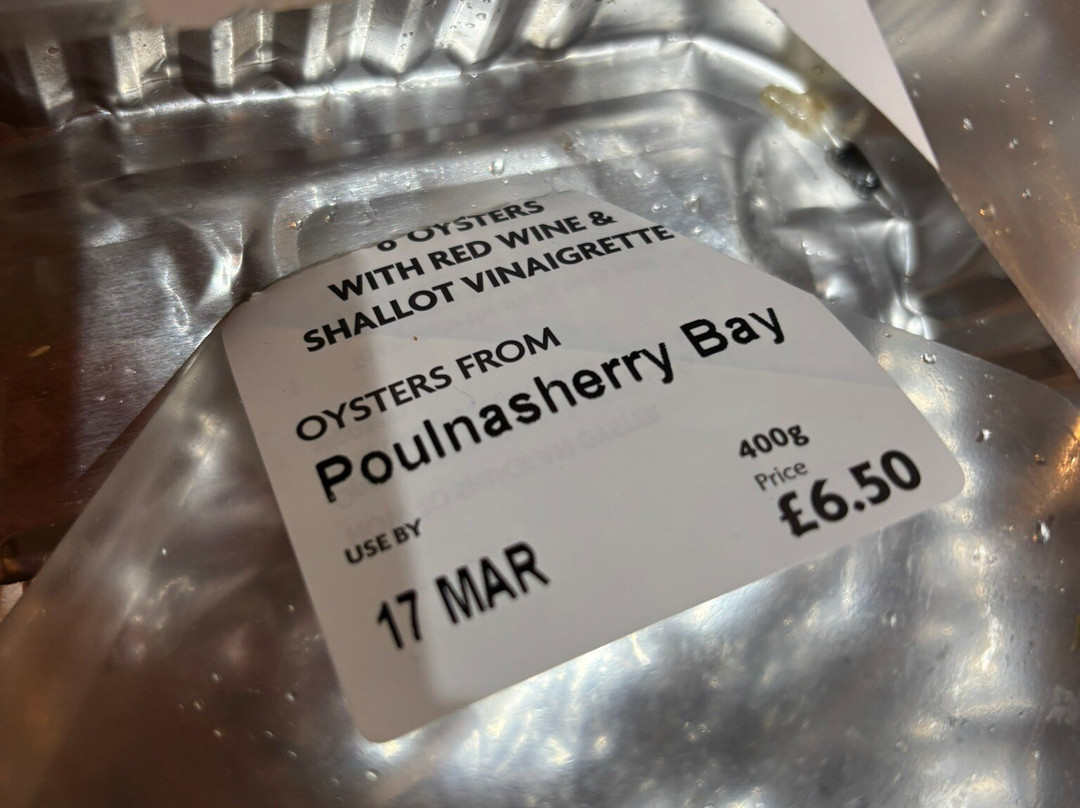 6 OYSTERS
WITH RED WINE &
SHALLOT VINAIGRETTE
OYSTERS FROM
Poulnasherry Bay
USE BY
17 MAR
400g
Price
£6.50